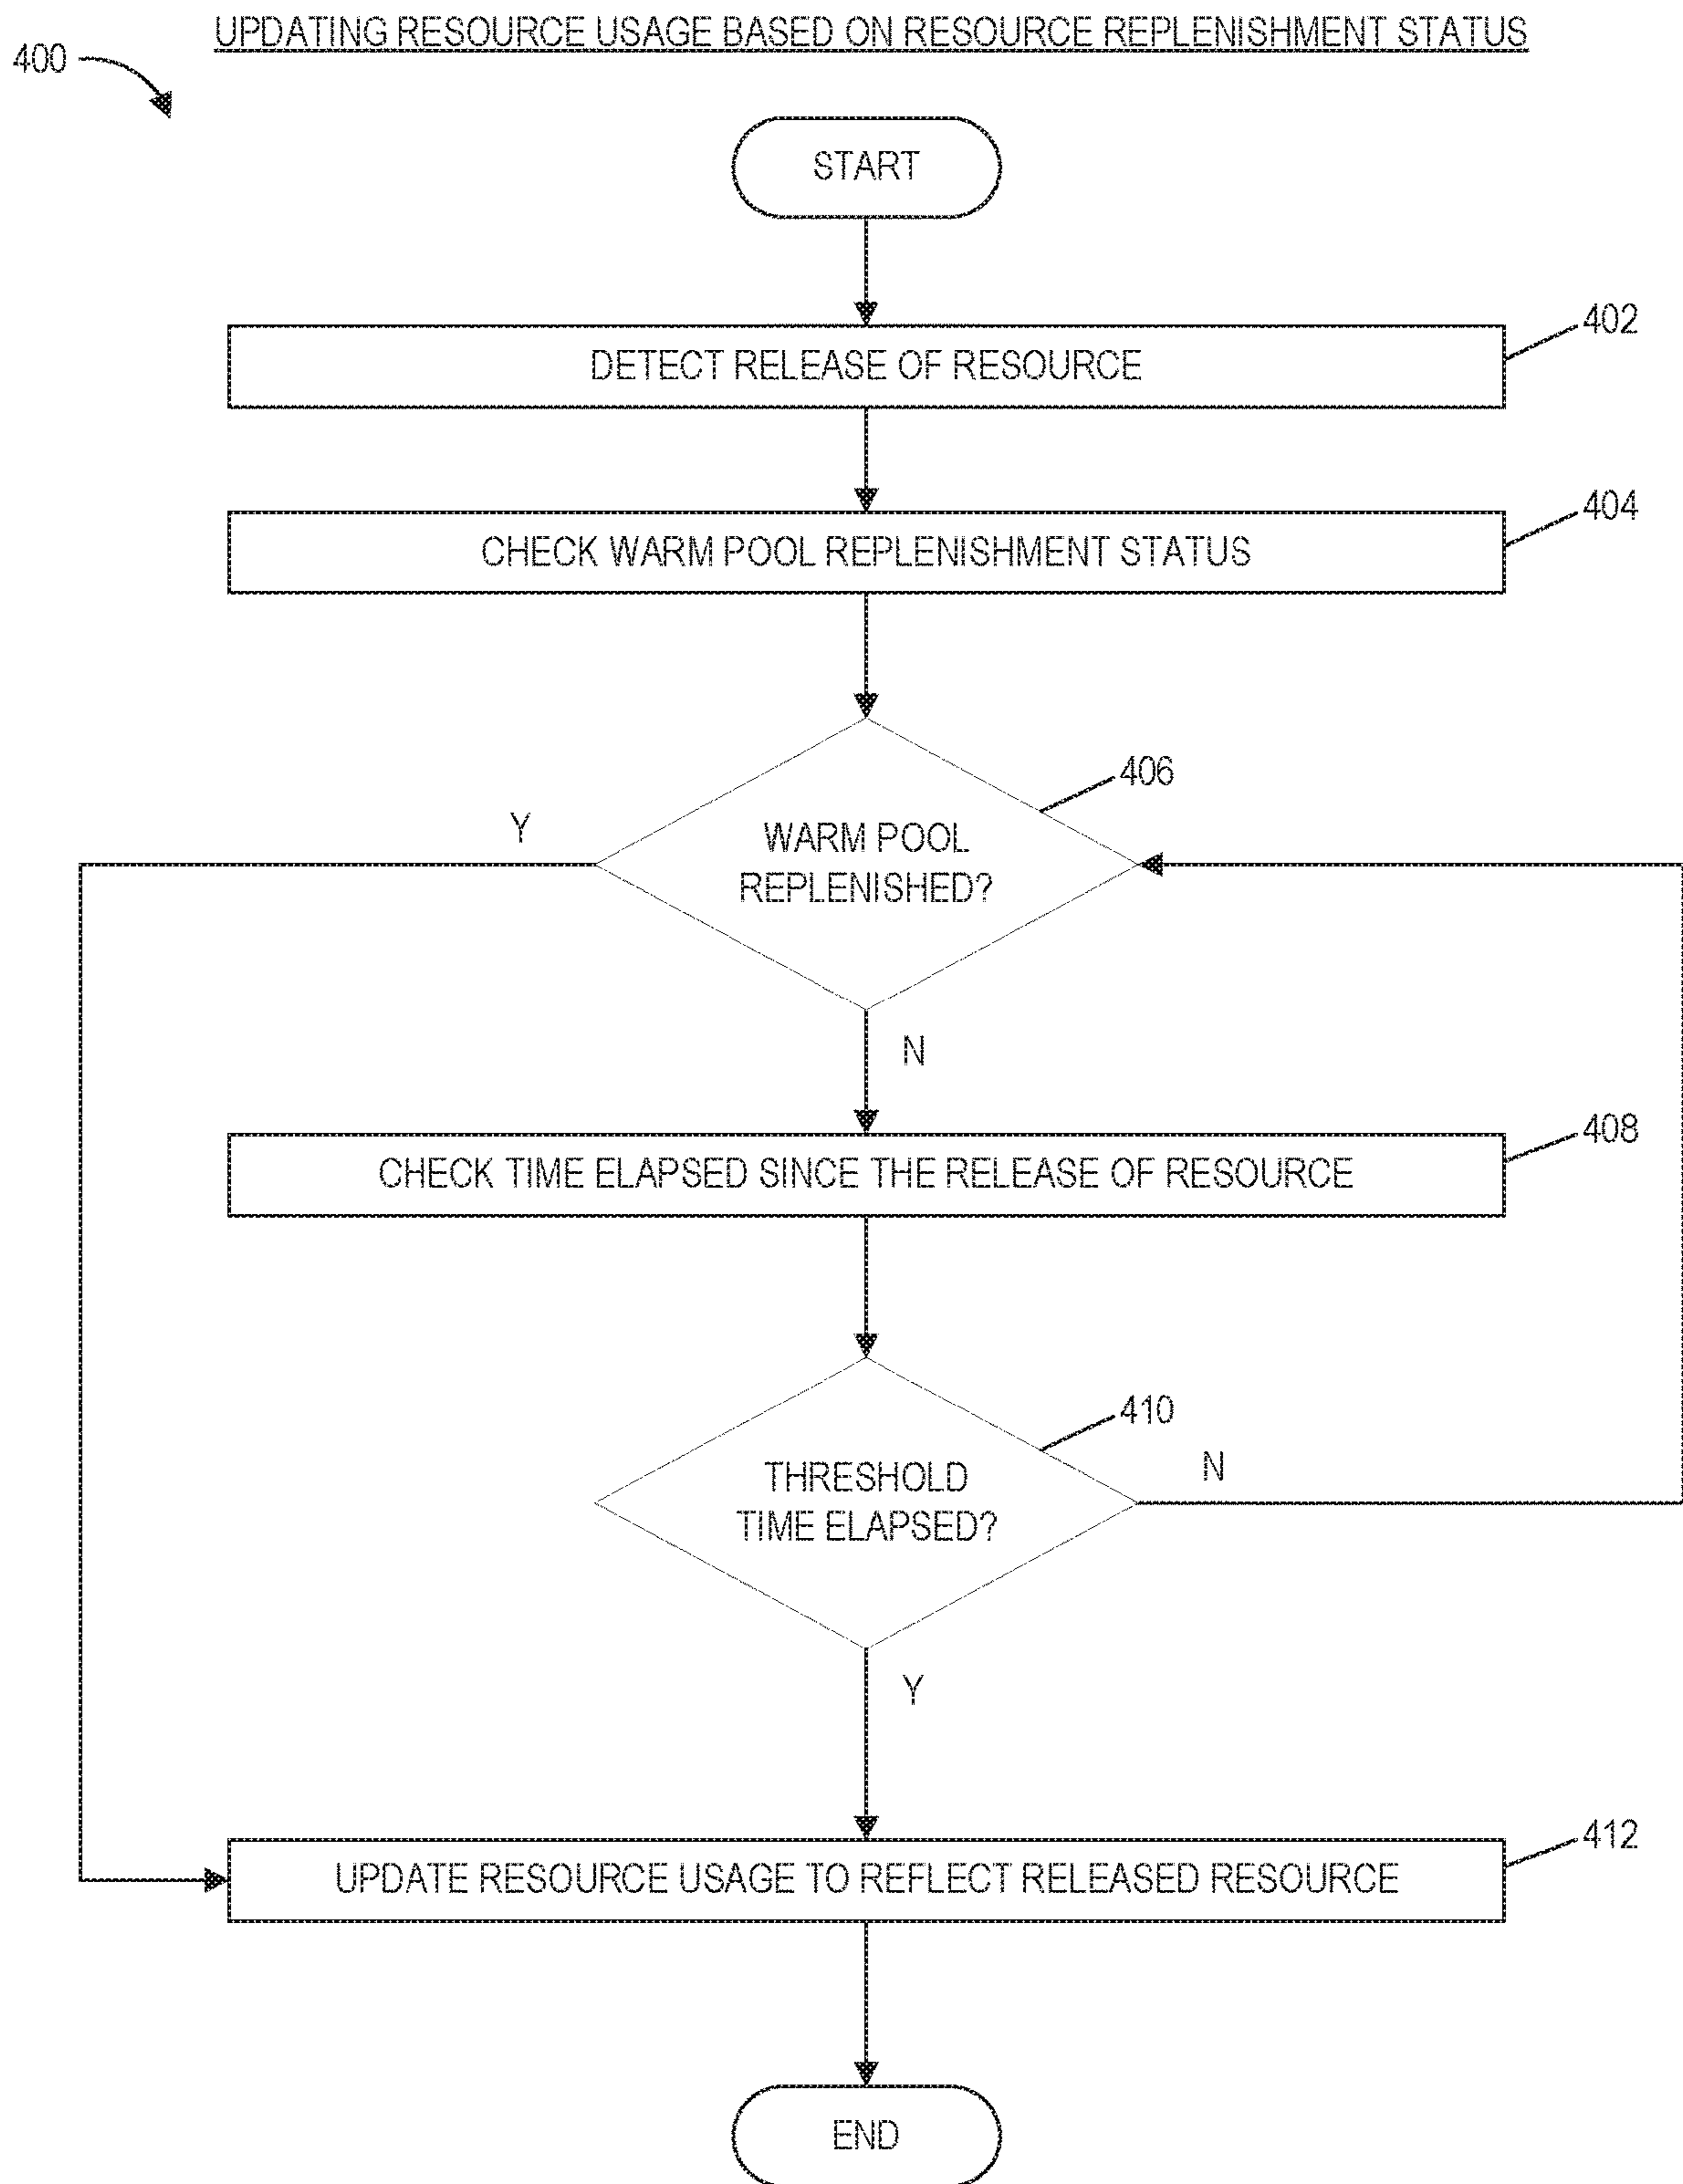 UPDATING RESOURCE USAGE BASED ON RESOURCE REPLENISHMENT STATUS
400
START
402
DETECT RELEASE OF RESOURCE
404
CHECK WARM POOL REPLENISHMENT STATUS
406
Y
WARM POOL
REPLENISHED?
N
408
CHECK TIME ELAPSED SINCE THE RELEASE OF RESOURCE
410
N
THRESHOLD
TIME ELAPSED?
Y
412
UPDATE RESOURCE USAGE TO REFLECT RELEASED RESOURCE
END